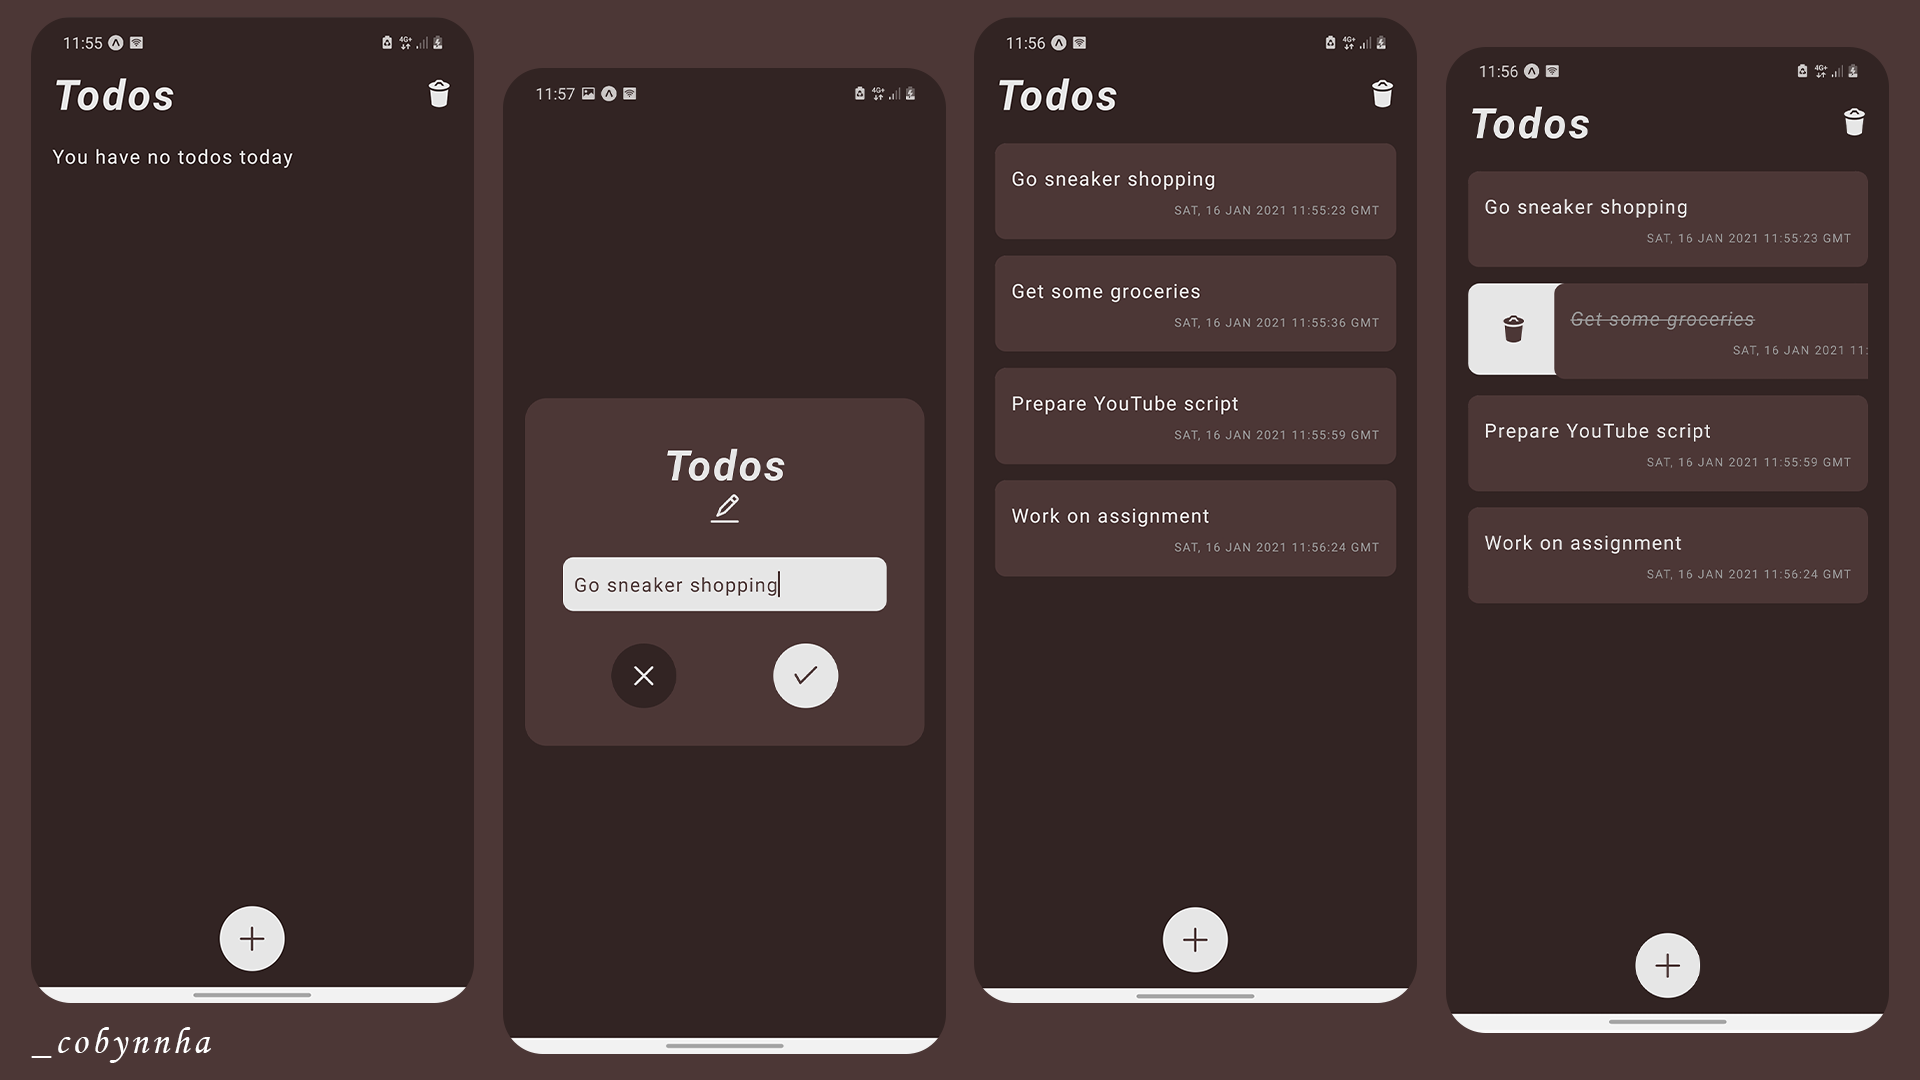 11:55
4G+
Todos
You have no todos today
11:57
4G+
Todos
Go sneaker shopping
11:56
4G+
Todos
Go sneaker shopping
SAT, 16 JAN 2021 11:55:23 GMT
Get some groceries
SAT, 16 JAN 2021 11:55:36 GMT
Prepare YouTube script
SAT, 16 JAN 2021 11:55:59 GMT
Work on assignment
SAT, 16 JAN 2021 11:56:24 GMT
11:56
4G+
Todos
Go sneaker shopping
SAT, 16 JAN 2021 11:55:23 GMT
Get some groceries
SAT, 16 JAN 2021 11:
Prepare YouTube script
SAT, 16 JAN 2021 11:55:59 GMT
Work on assignment
SAT, 16 JAN 2021 11:56:24 GMT
_cobynnha